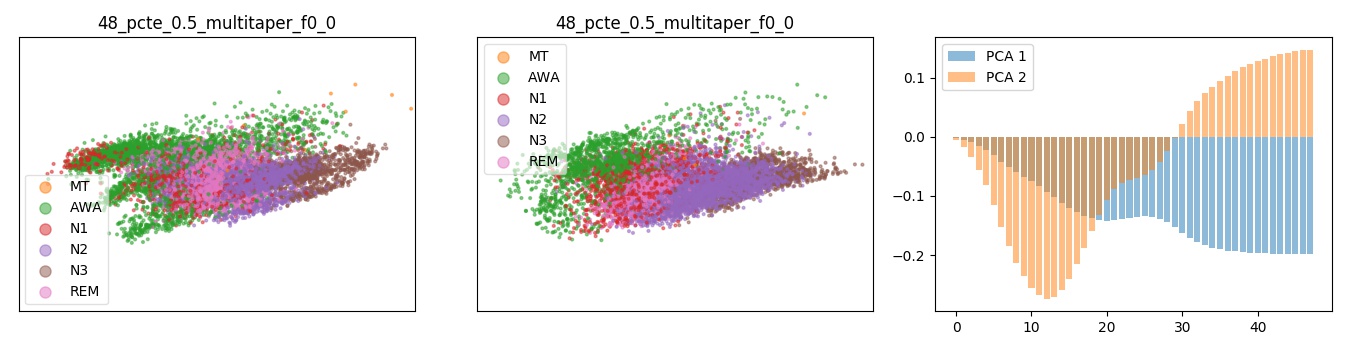 48_pcte_0.5_multitaper_f0_0
MT
AWA
N1
N2
N3
REM
48_pcte_0.5_multitaper_f0_0
MT
AWA
N1
N2
N3
REM
PCA 1
PCA 2
0.1
0.0
−0.1
−0.2
0 10 20 30 40